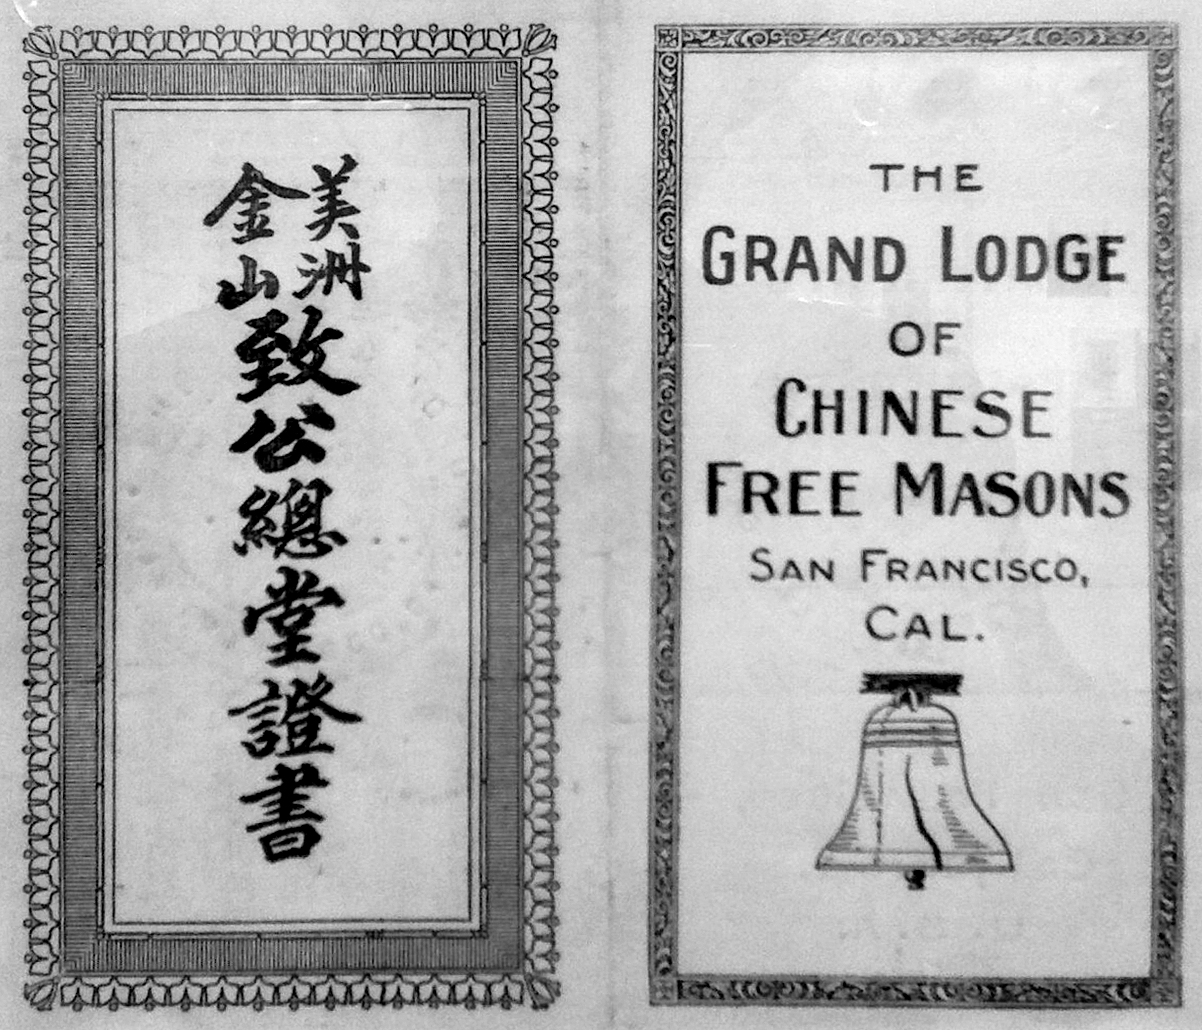 美洲
金山
致公總堂證書
THE
GRAND LODGE
OF
CHINESE
FREE MASONS
SAN FRANCISCO,
CAL.